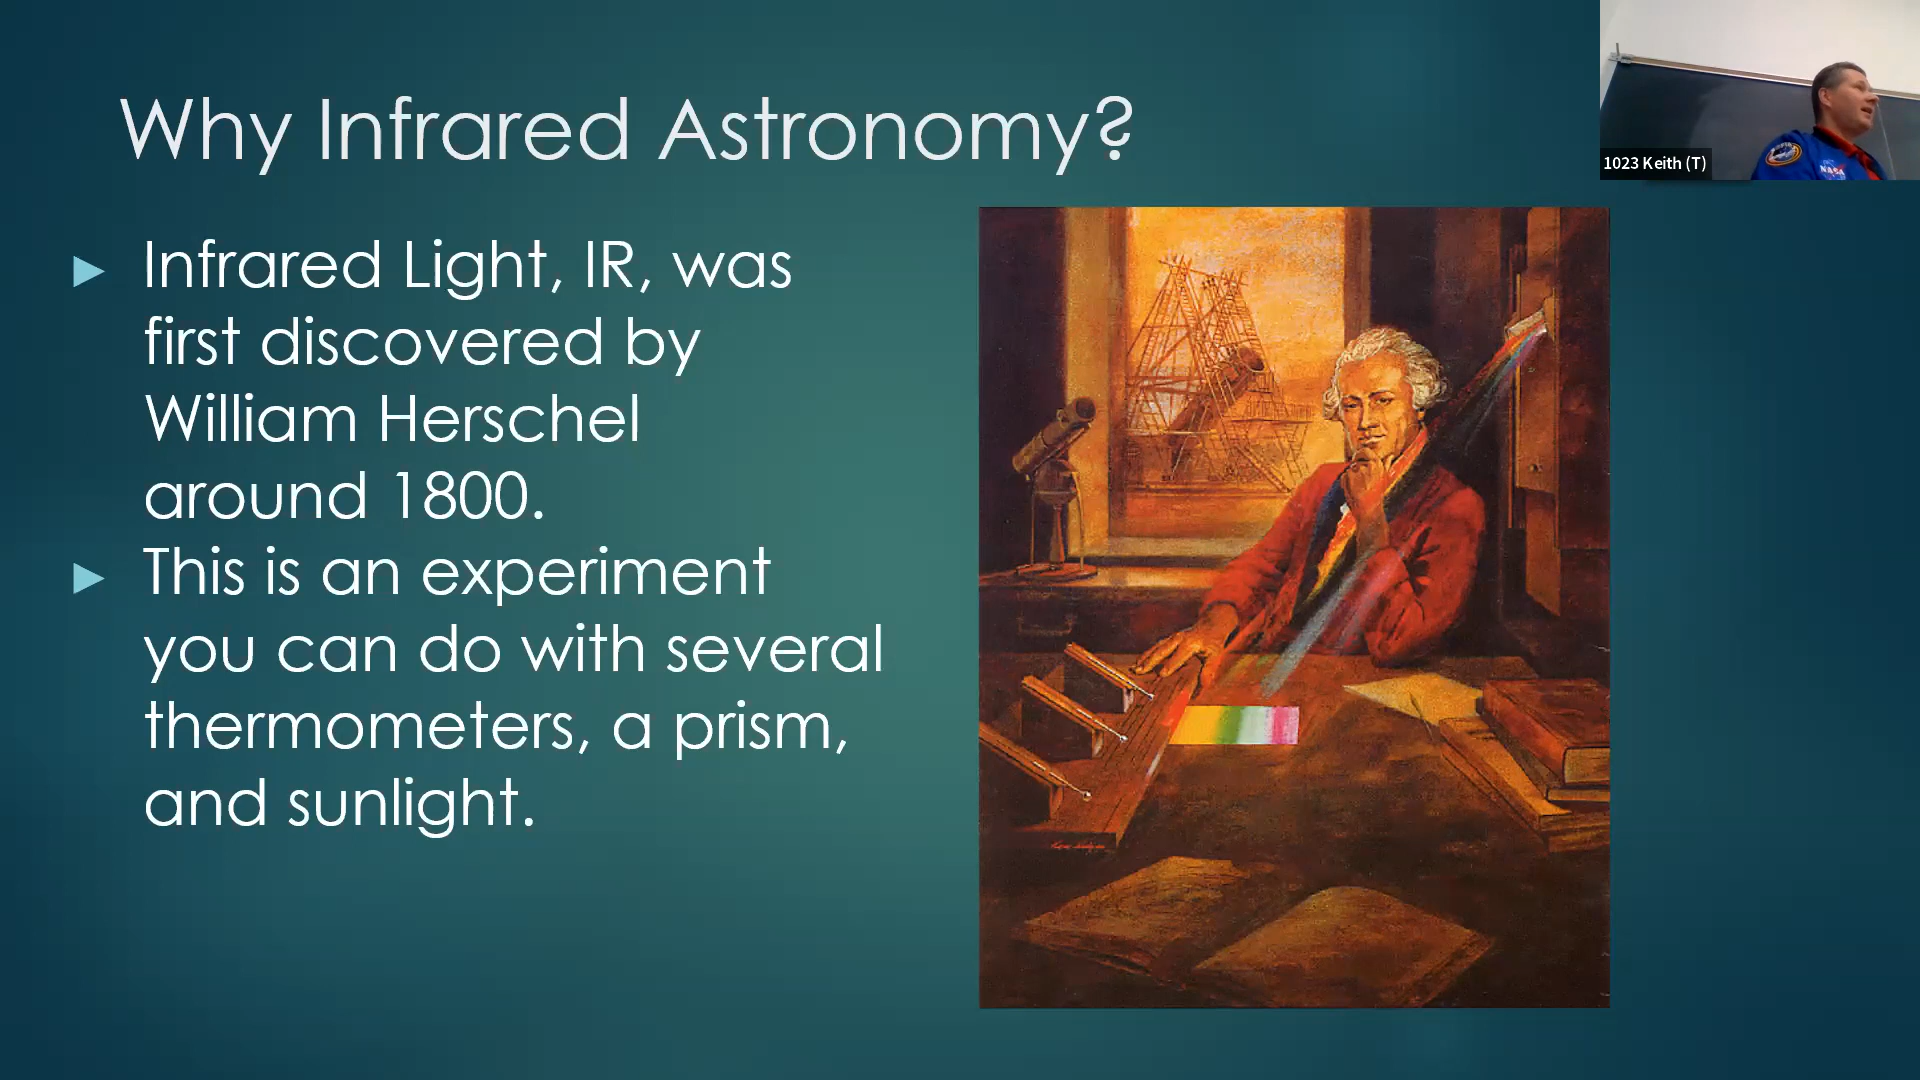 Why Infrared Astronomy?
Infrared Light, IR, was
first discovered by
William Herschel
around 1800.
This is an experiment
you can do with several
thermometers, a prism,
and sunlight.
1023 Keith (T)
NASA